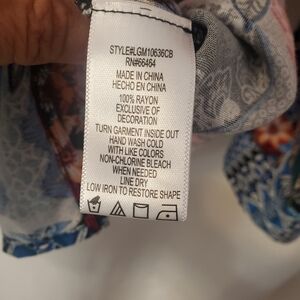 STYLE#LGM10636CB
RN#66464
MADE IN CHINA
HECHO EN CHINA
100% RAYON
EXCLUSIVE OF
DECORATION
TURN GARMENT INSIDE OUT
HAND WASH COLD
WITH LIKE COLORS
NON-CHLORINE BLEACH
WHEN NEEDED
LINE DRY
LOW IRON TO RESTORE SHAPE